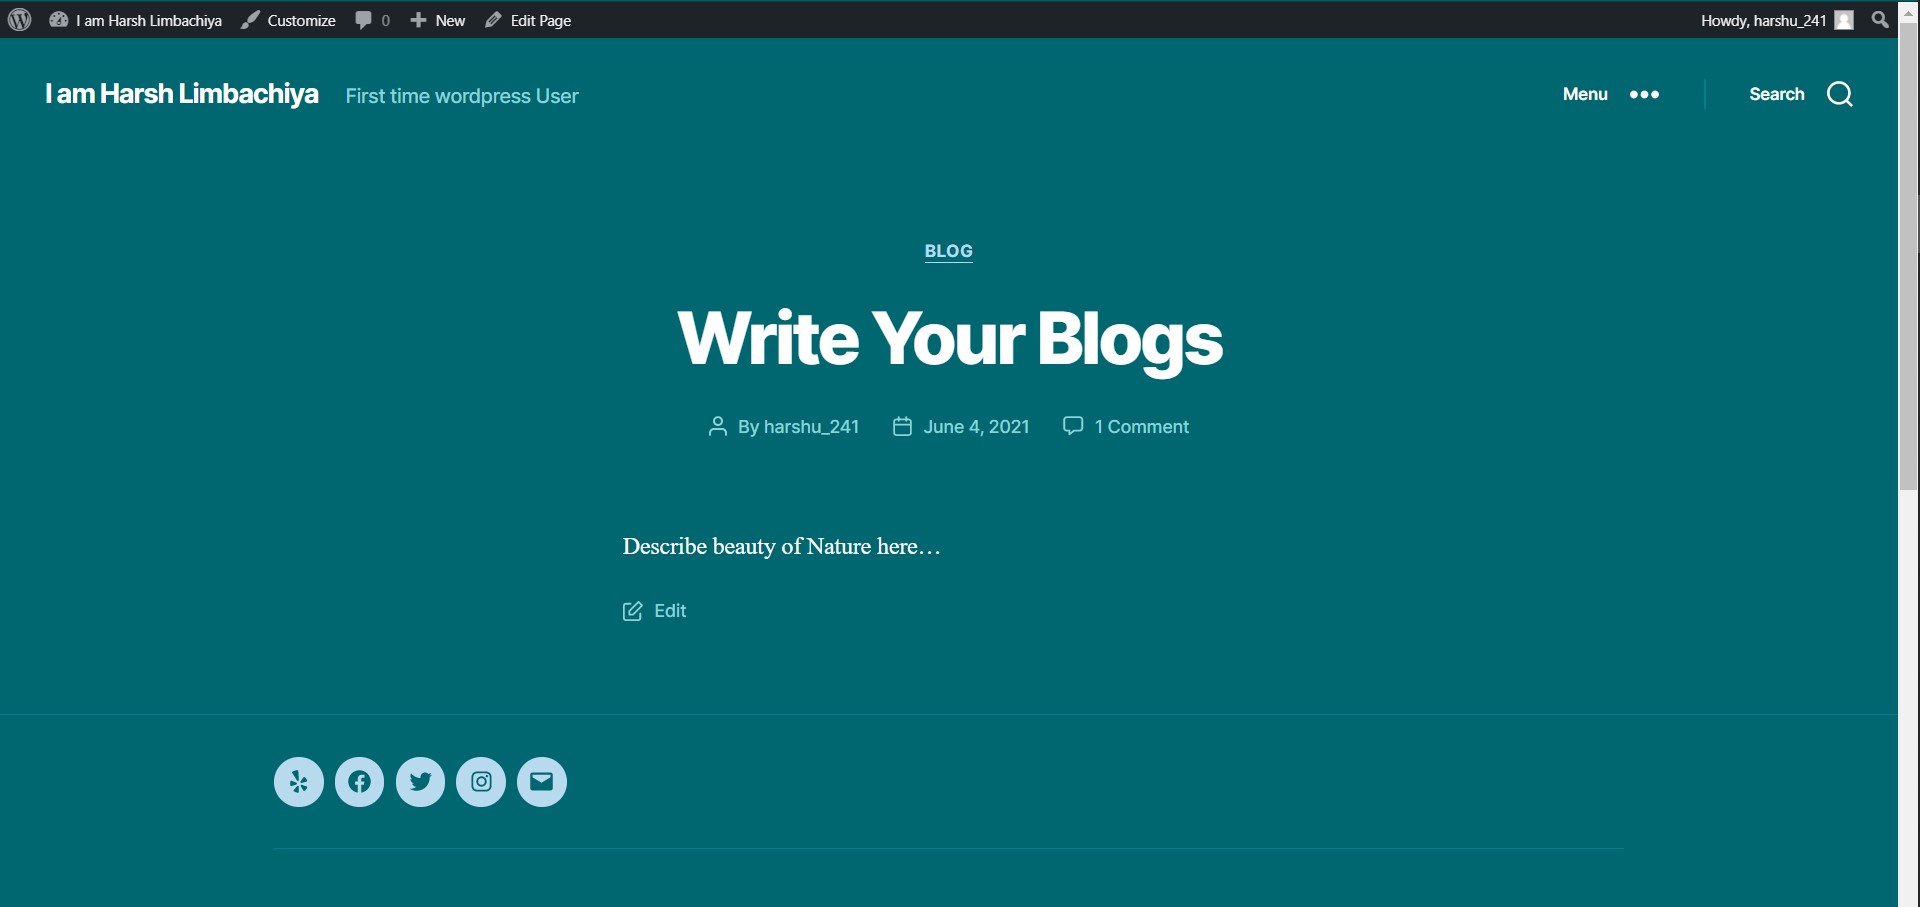 I am Harsh Limbachiya Customize 0 New Edit Page Howdy, harshu_241
I am Harsh Limbachiya First time wordpress User Menu Search
BLOG
Write Your Blogs
By harshu_241 June 4, 2021 1 Comment
Describe beauty of Nature here…
Edit